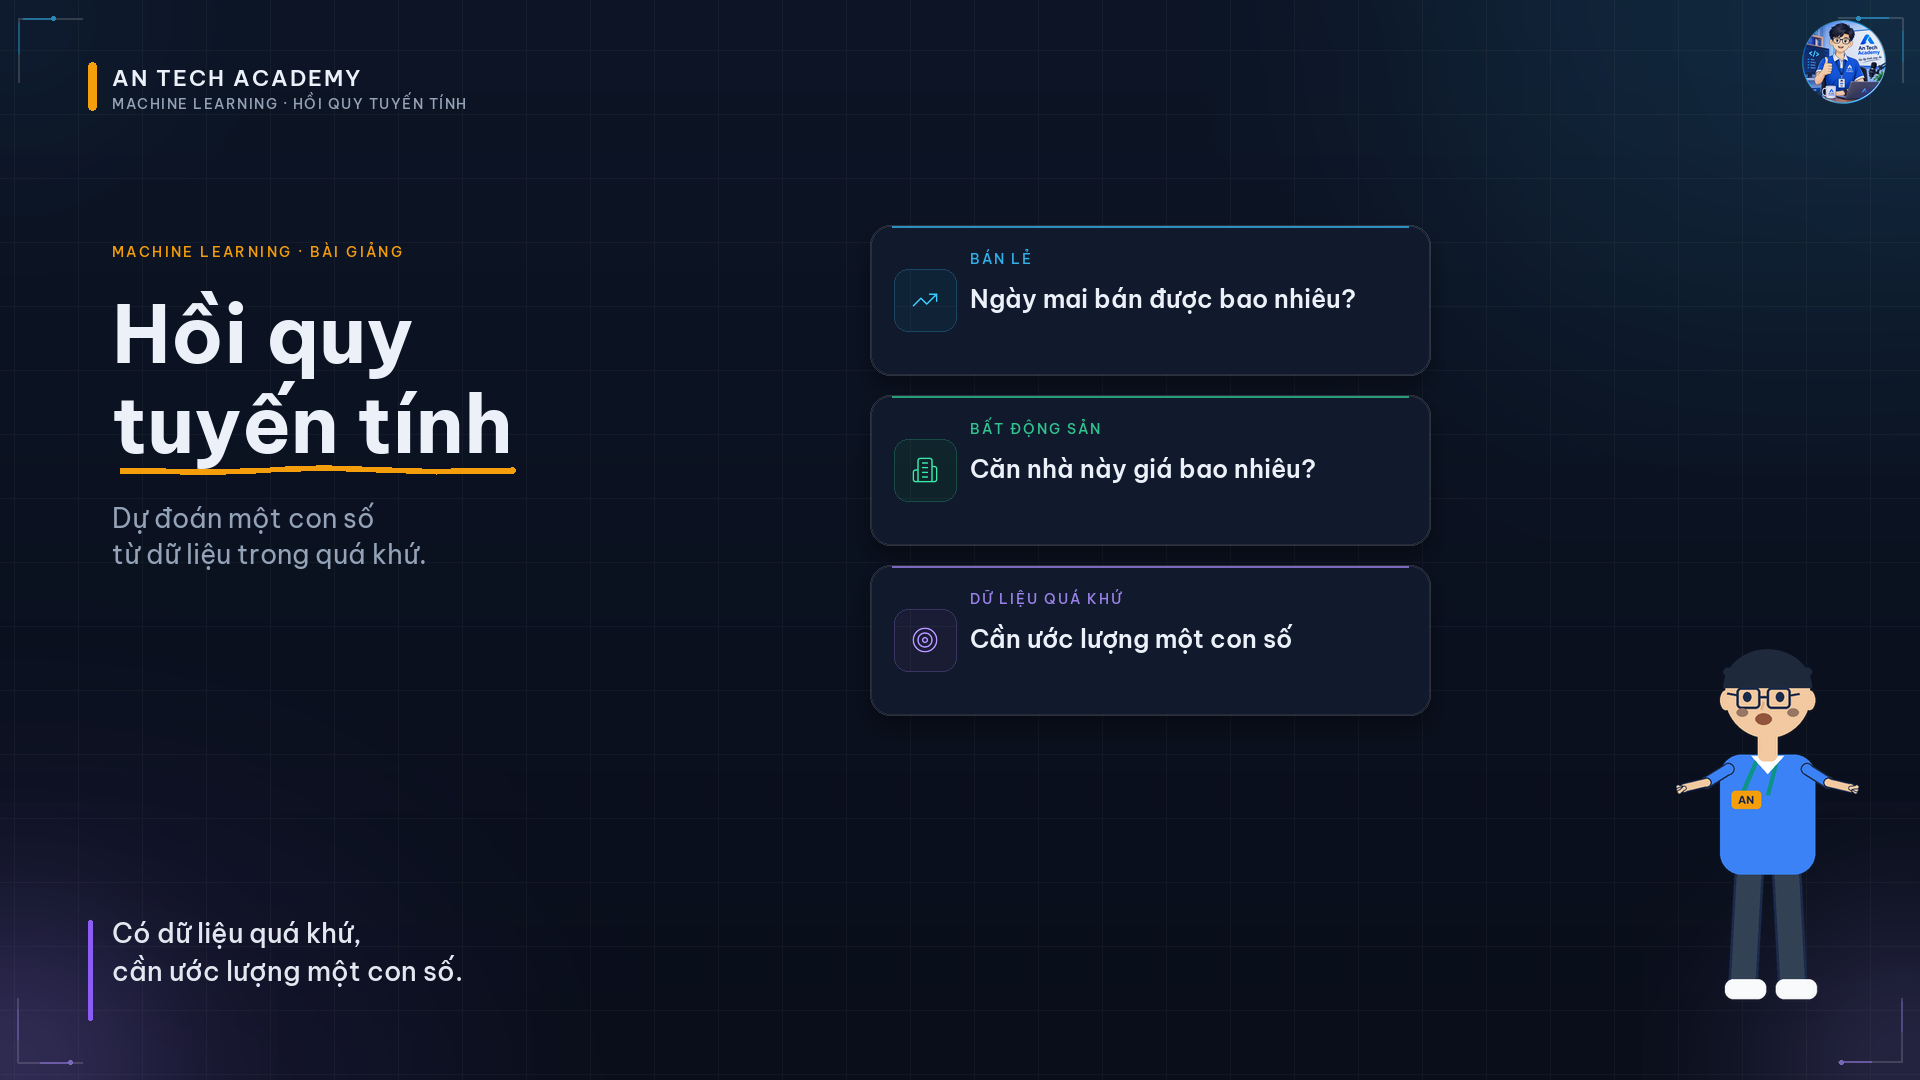 AN TECH ACADEMY
MACHINE LEARNING · HỒI QUY TUYẾN TÍNH
An Tech
Academy
MACHINE LEARNING · BÀI GIẢNG
Hồi quy
tuyến tính
Dự đoán một con số
từ dữ liệu trong quá khứ.
BÁN LẺ
Ngày mai bán được bao nhiêu?
BẤT ĐỘNG SẢN
Căn nhà này giá bao nhiêu?
DỮ LIỆU QUÁ KHỨ
Cần ước lượng một con số
AN
Có dữ liệu quá khứ,
cần ước lượng một con số.